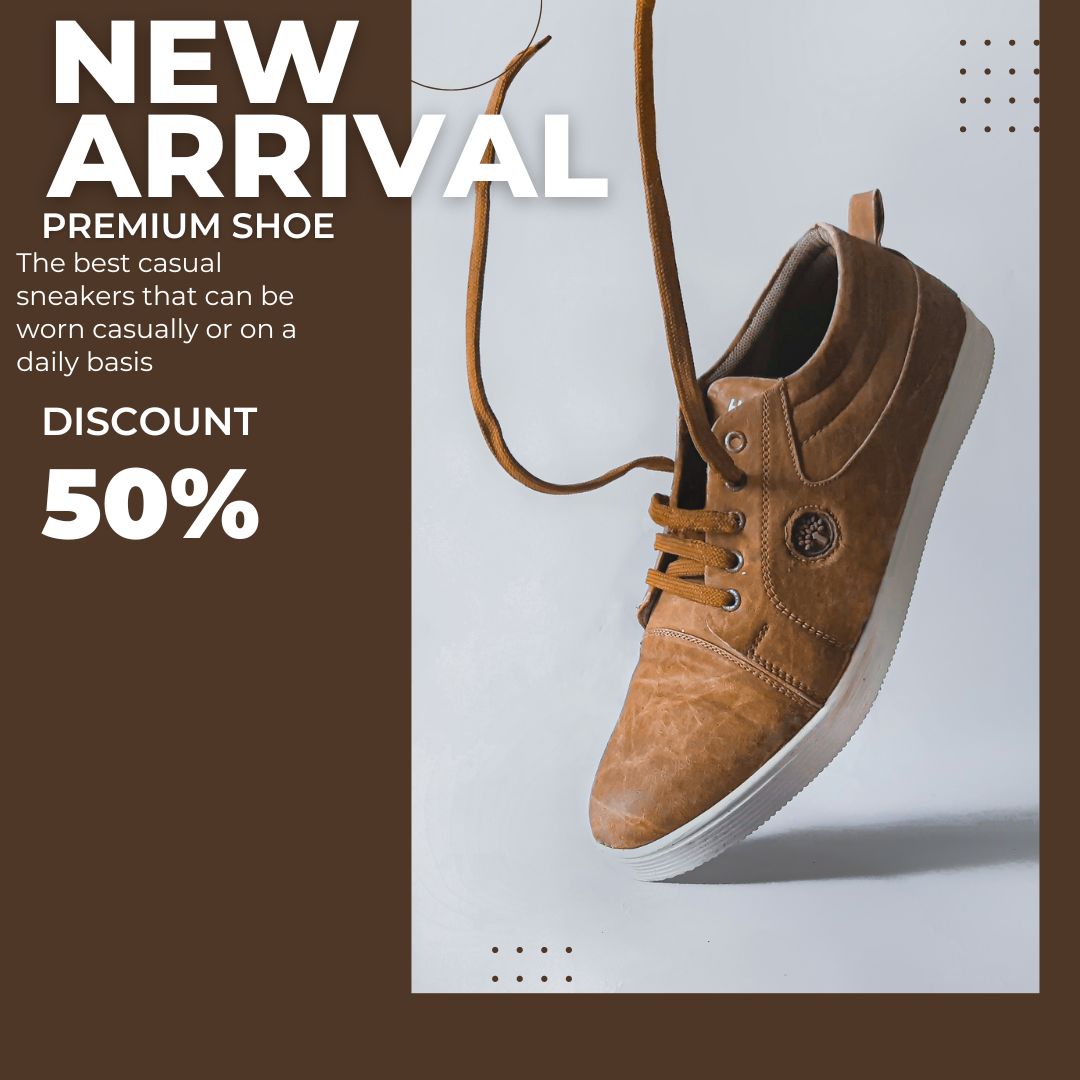 NEW
ARRIVAL
PREMIUM SHOE
The best casual
sneakers that can be
worn casually or on a
daily basis
DISCOUNT
50%